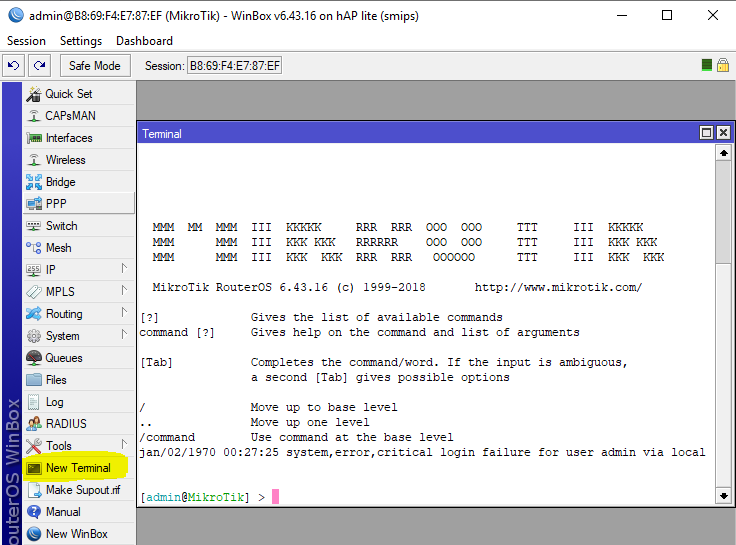 admin@B8:69:F4:E7:87:EF (MikroTik) - WinBox v6.43.16 on hAP lite (smips)
Session Settings Dashboard
Safe Mode Session: B8:69:F4:E7:87:EF
Quick Set
CAPsMAN
Interfaces
Wireless
Bridge
PPP
Switch
Mesh
IP
MPLS
Routing
System
Queues
Files
Log
RADIUS
Tools
New Terminal
Make Supout.rif
Manual
New WinBox
outerOS WinBox
Terminal
MMM  MM  MMM  III  KKKKK     RRR  RRR  OOO  OOO     TTT     III  KKKKK
MMM      MMM  III  KKK KKK   RRRRRR    OOO  OOO     TTT     III  KKK KKK
MMM      MMM  III  KKK  KKK  RRR  RRR   OOOOOO      TTT     III  KKK  KKK
MikroTik RouterOS 6.43.16 (c) 1999-2018       http://www.mikrotik.com/
[?]             Gives the list of available commands
command [?]     Gives help on the command and list of arguments
[Tab]           Completes the command/word. If the input is ambiguous,
a second [Tab] gives possible options
/               Move up to base level
..              Move up one level
/command        Use command at the base level
jan/02/1970 00:27:25 system,error,critical login failure for user admin via local
[admin@MikroTik] >